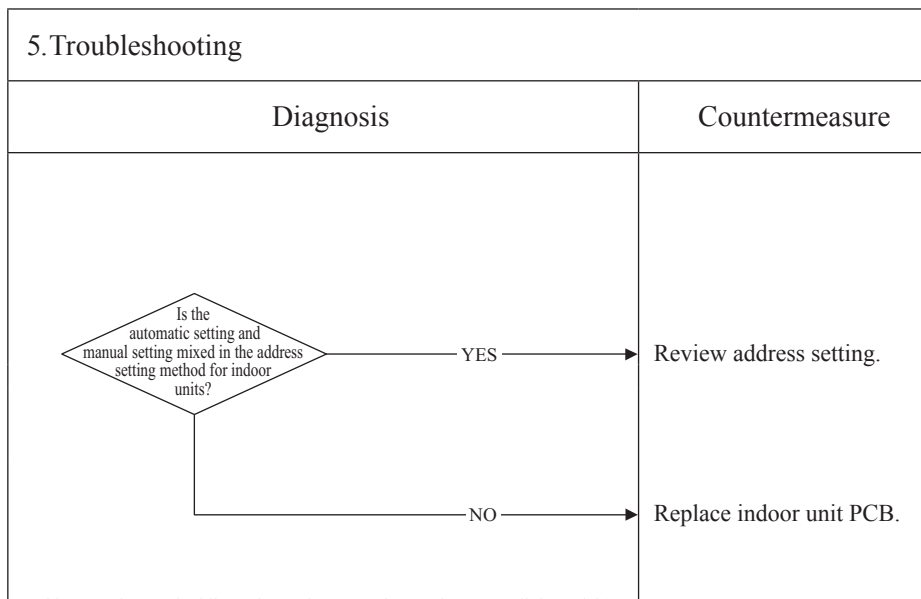 5.Troubleshooting
Diagnosis
Countermeasure
Is the
automatic setting and
manual setting mixed in the address
setting method for indoor
units?
YES
Review address setting.
NO
Replace indoor unit PCB.